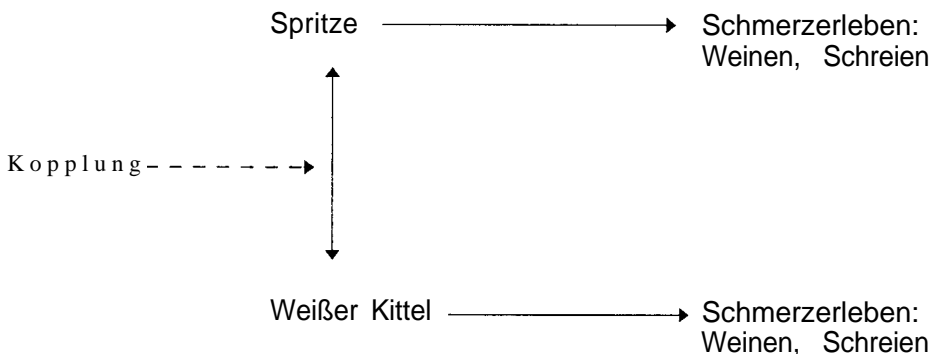 Spritze
Schmerzerleben:
Weinen, Schreien
Kopplung
Weißer Kittel
Schmerzerleben:
Weinen, Schreien